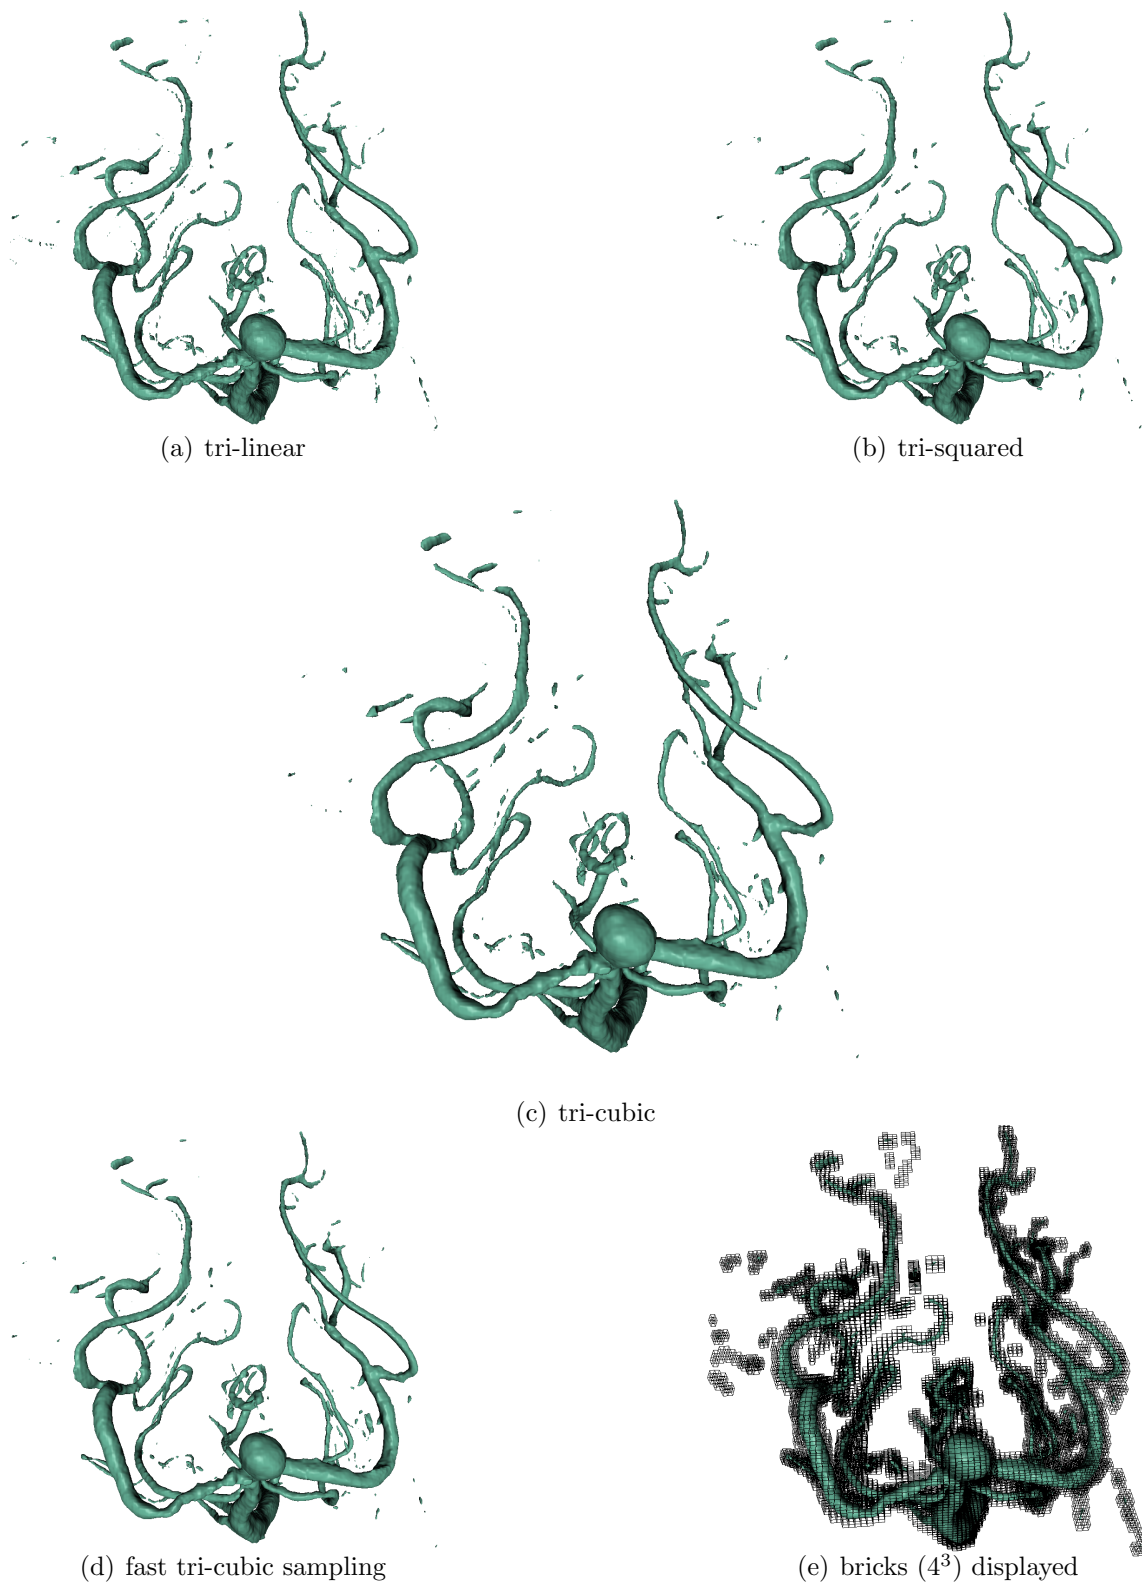 (a) tri-linear
(b) tri-squared
(c) tri-cubic
(d) fast tri-cubic sampling
(e) bricks (4³) displayed